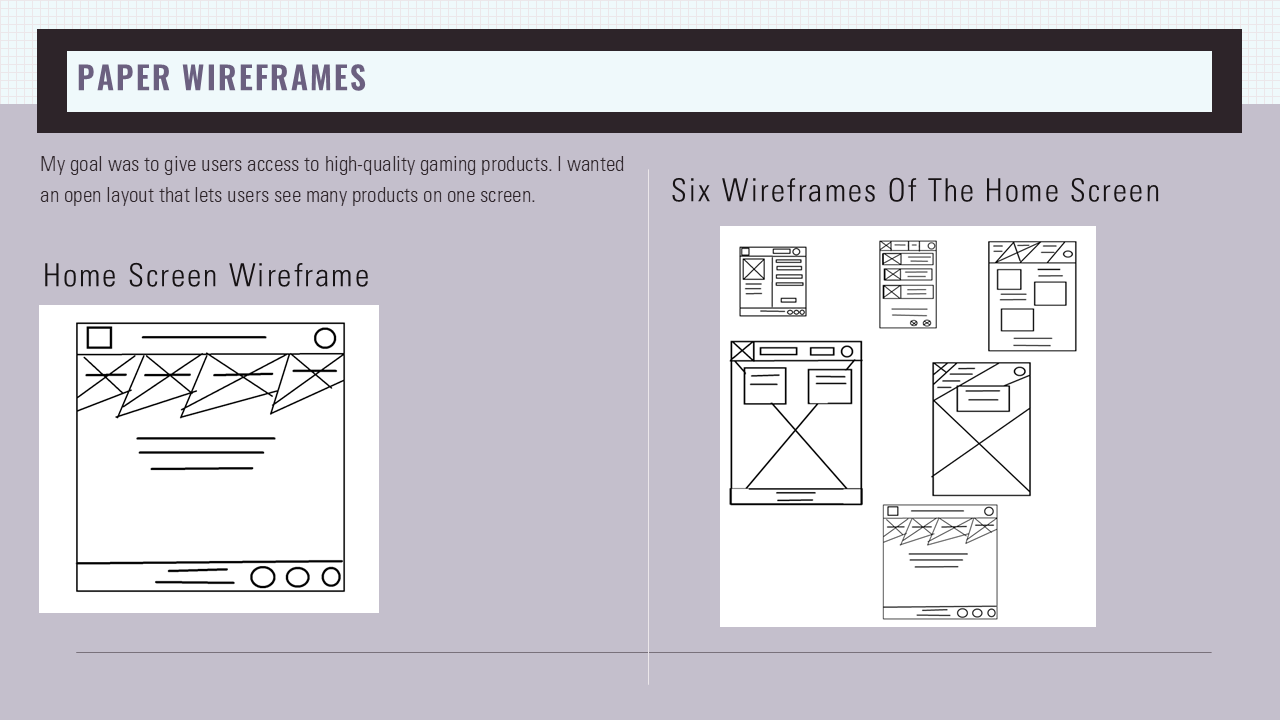 PAPER WIREFRAMES
My goal was to give users access to high-quality gaming products. I wanted
an open layout that lets users see many products on one screen.
Home Screen Wireframe
Six Wireframes Of The Home Screen